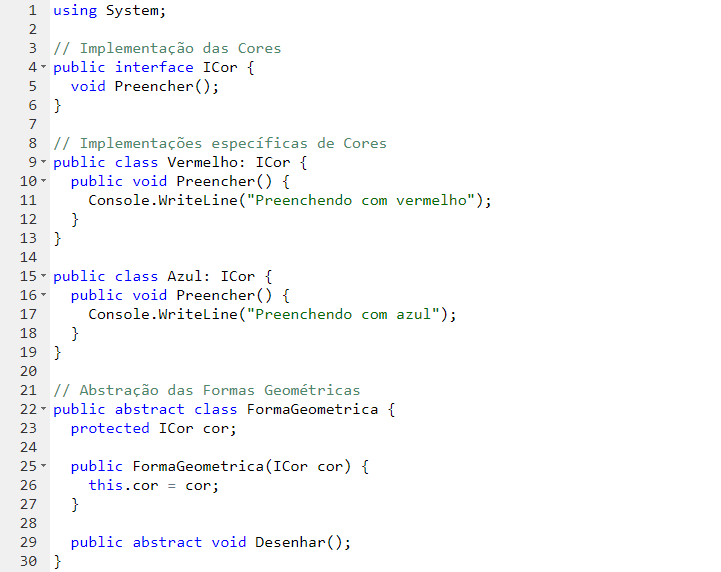 1 using System;
2
3 // Implementação das Cores
4 public interface ICor {
5   void Preencher();
6 }
7
8 // Implementações específicas de Cores
9 public class Vermelho: ICor {
10   public void Preencher() {
11     Console.WriteLine("Preenchendo com vermelho");
12   }
13 }
14
15 public class Azul: ICor {
16   public void Preencher() {
17     Console.WriteLine("Preenchendo com azul");
18   }
19 }
20
21 // Abstração das Formas Geométricas
22 public abstract class FormaGeometrica {
23   protected ICor cor;
24
25   public FormaGeometrica(ICor cor) {
26     this.cor = cor;
27   }
28
29   public abstract void Desenhar();
30 }